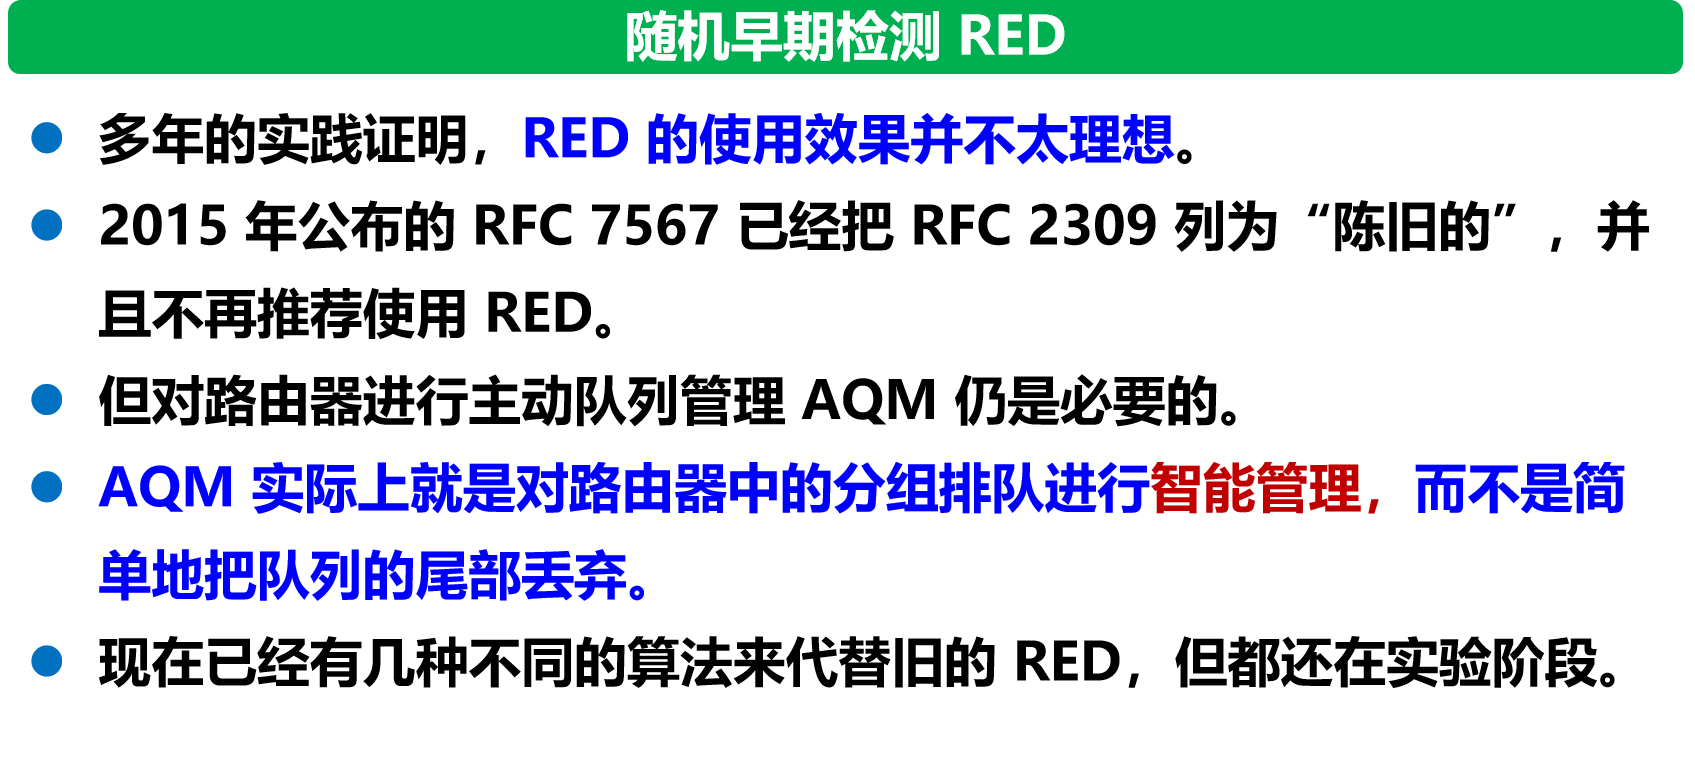 随机早期检测 RED
多年的实践证明，RED 的使用效果并不太理想。
2015 年公布的 RFC 7567 已经把 RFC 2309 列为“陈旧的”，并
且不再推荐使用 RED。
但对路由器进行主动队列管理 AQM 仍是必要的。
AQM 实际上就是对路由器中的分组排队进行智能管理，而不是简
单地把队列的尾部丢弃。
现在已经有几种不同的算法来代替旧的 RED，但都还在实验阶段。